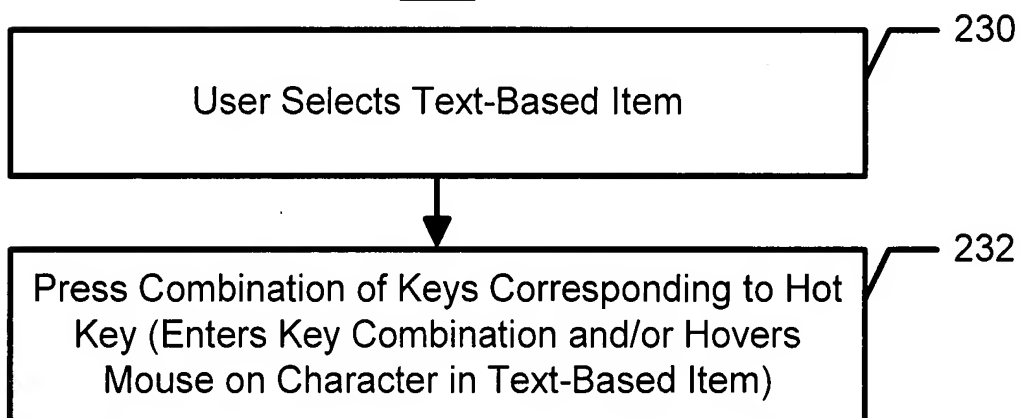 230
User Selects Text-Based Item
232
Press Combination of Keys Corresponding to Hot
Key (Enters Key Combination and/or Hovers
Mouse on Character in Text-Based Item)